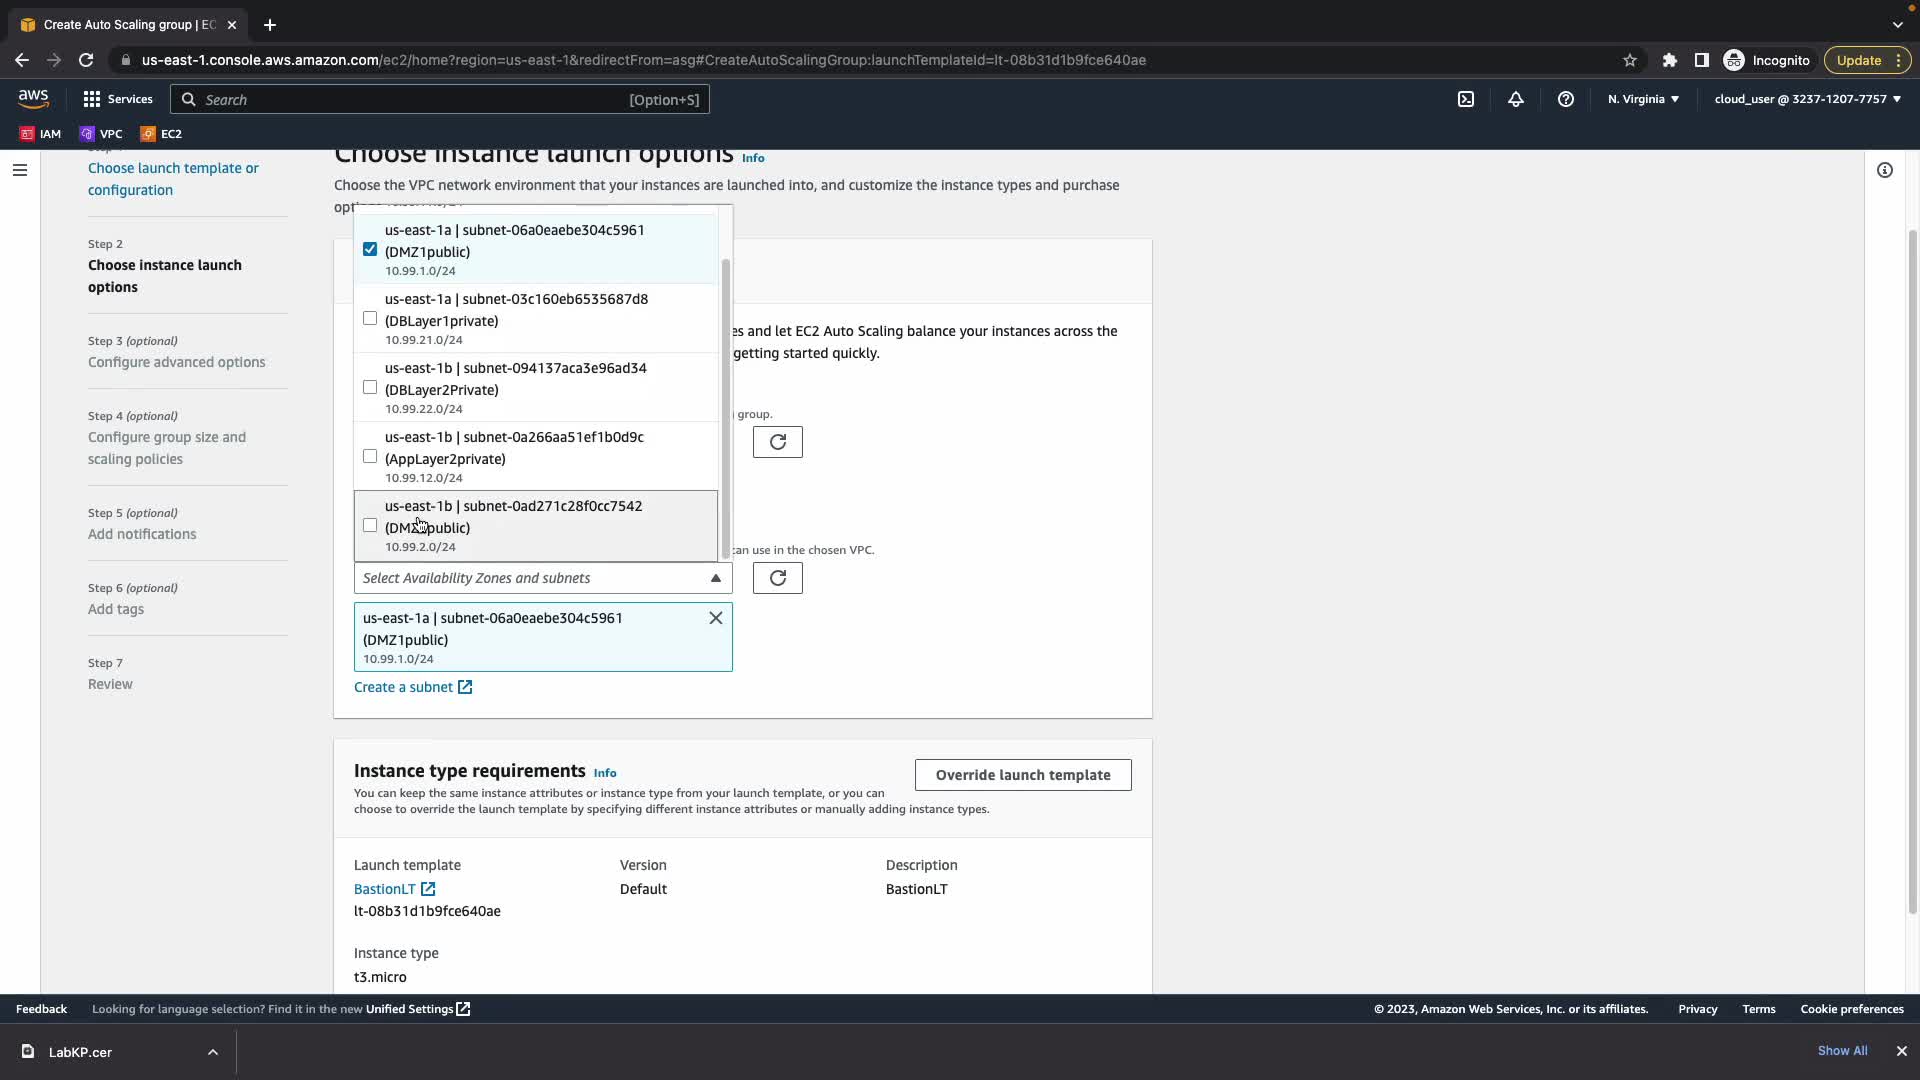 Create Auto Scaling group | EC
us-east-1.console.aws.amazon.com/ec2/home?region=us-east-1&redirectFrom=asg#CreateAutoScalingGroup:launchTemplateId=lt-08b31d1b9fce640ae
Incognito
Update
aws
Services
Search
[Option+S]
N. Virginia
cloud_user @ 3237-1207-7757
IAM
VPC
EC2
Choose launch template or
configuration
Step 2
Choose instance launch
options
Step 3 (optional)
Configure advanced options
Step 4 (optional)
Configure group size and
scaling policies
Step 5 (optional)
Add notifications
Step 6 (optional)
Add tags
Step 7
Review
Choose instance launch options Info
Choose the VPC network environment that your instances are launched into, and customize the instance types and purchase
us-east-1a | subnet-06a0eaebe304c5961
(DMZ1public)
10.99.1.0/24
us-east-1a | subnet-03c160eb6535687d8
(DBLayer1private)
10.99.21.0/24
us-east-1b | subnet-094137aca3e96ad34
(DBLayer2Private)
10.99.22.0/24
us-east-1b | subnet-0a266aa51ef1b0d9c
(AppLayer2private)
10.99.12.0/24
us-east-1b | subnet-0ad271c28f0cc7542
public)
10.99.2.0/24
es and let EC2 Auto Scaling balance your instances across the
getting started quickly.
group.
can use in the chosen VPC.
Select Availability Zones and subnets
us-east-1a | subnet-06a0eaebe304c5961
(DMZ1public)
10.99.1.0/24
Create a subnet
Instance type requirements Info
Override launch template
You can keep the same instance attributes or instance type from your launch template, or you can
choose to override the launch template by specifying different instance attributes or manually adding instance types.
Launch template
BastionLT
lt-08b31d1b9fce640ae
Version
Default
Description
BastionLT
Instance type
t3.micro
Feedback
Looking for language selection? Find it in the new Unified Settings
© 2023, Amazon Web Services, Inc. or its affiliates.
Privacy
Terms
Cookie preferences
LabKP.cer
Show All